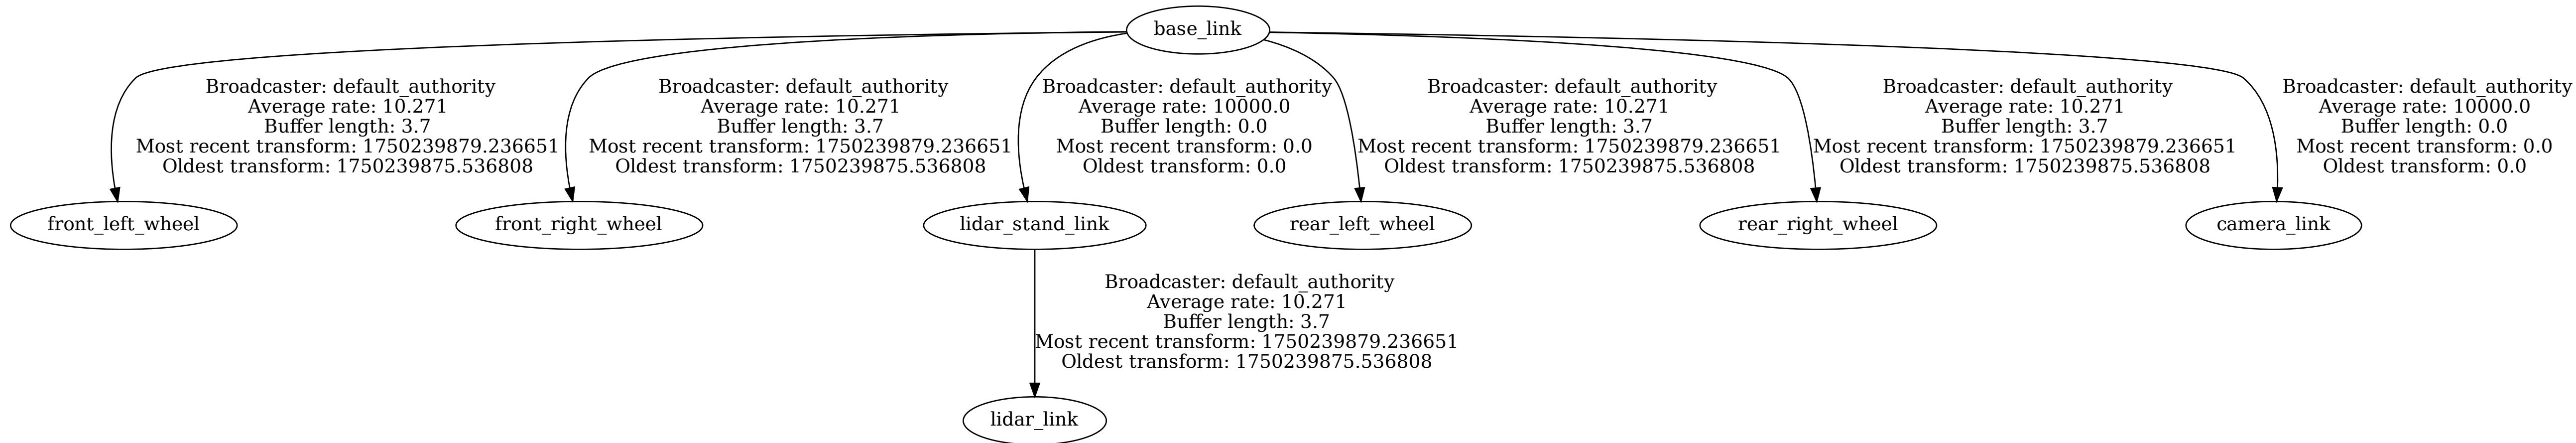 base_link
Broadcaster: default_authority
Average rate: 10.271
Buffer length: 3.7
Most recent transform: 1750239879.236651
Oldest transform: 1750239875.536808
Broadcaster: default_authority
Average rate: 10.271
Buffer length: 3.7
Most recent transform: 1750239879.236651
Oldest transform: 1750239875.536808
Broadcaster: default_authority
Average rate: 10000.0
Buffer length: 0.0
Most recent transform: 0.0
Oldest transform: 0.0
Broadcaster: default_authority
Average rate: 10.271
Buffer length: 3.7
Most recent transform: 1750239879.236651
Oldest transform: 1750239875.536808
Broadcaster: default_authority
Average rate: 10.271
Buffer length: 3.7
Most recent transform: 1750239879.236651
Oldest transform: 1750239875.536808
Broadcaster: default_authority
Average rate: 10000.0
Buffer length: 0.0
Most recent transform: 0.0
Oldest transform: 0.0
front_left_wheel
front_right_wheel
lidar_stand_link
rear_left_wheel
rear_right_wheel
camera_link
Broadcaster: default_authority
Average rate: 10.271
Buffer length: 3.7
Most recent transform: 1750239879.236651
Oldest transform: 1750239875.536808
lidar_link